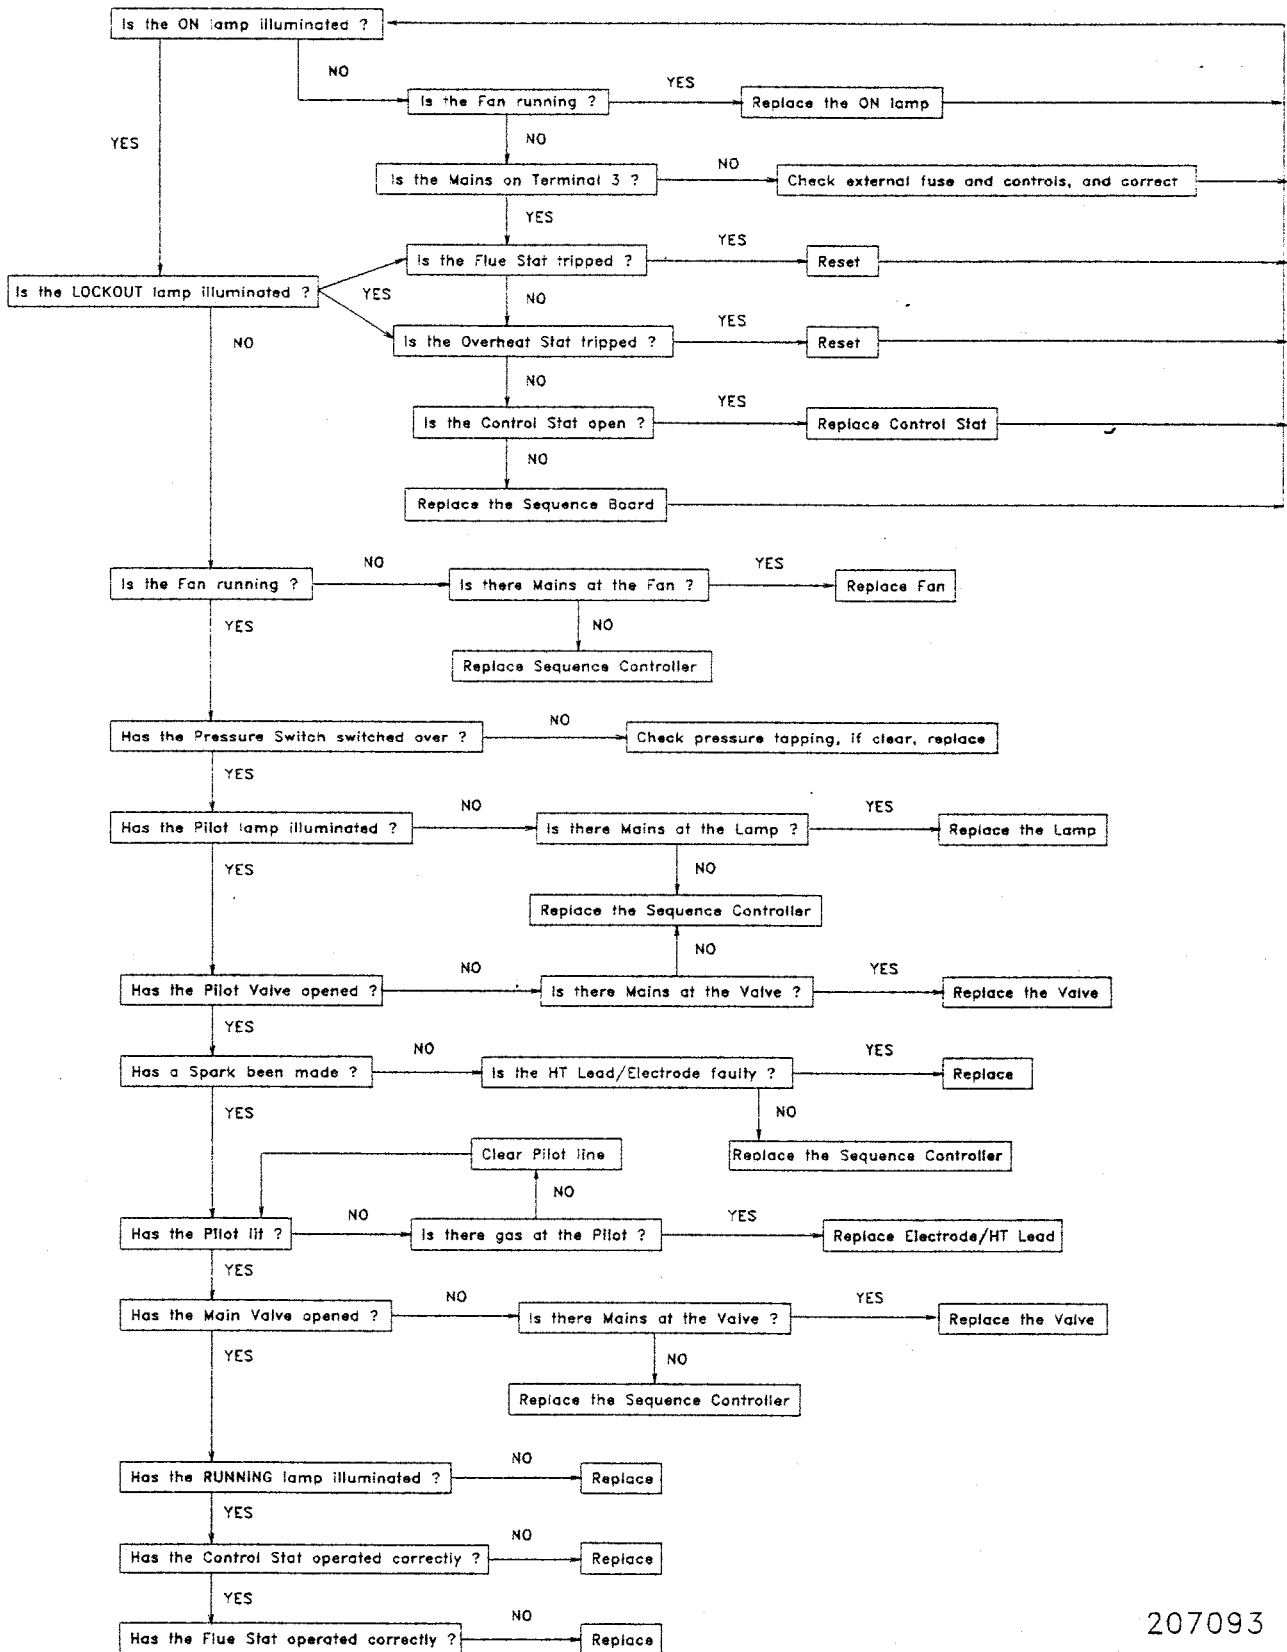 Is the ON lamp illuminated ?
NO
Is the Fan running ?
YES
Replace the ON lamp
YES
NO
Is the Mains on Terminal 3 ?
NO
Check external fuse and controls, and correct
YES
Is the Flue Stat tripped ?
YES
Reset
Is the LOCKOUT lamp illuminated ?
YES
NO
NO
Is the Overheat Stat tripped ?
YES
Reset
NO
Is the Control Stat open ?
YES
Replace Control Stat
NO
Replace the Sequence Board
Is the Fan running ?
NO
Is there Mains at the Fan ?
YES
Replace Fan
YES
NO
Replace Sequence Controller
Has the Pressure Switch switched over ?
NO
Check pressure tapping, if clear, replace
YES
Has the Pilot lamp illuminated ?
NO
Is there Mains at the Lamp ?
YES
Replace the Lamp
YES
NO
Replace the Sequence Controller
NO
Has the Pilot Valve opened ?
NO
Is there Mains at the Valve ?
YES
Replace the Valve
YES
Has a Spark been made ?
NO
Is the HT Lead/Electrode faulty ?
YES
Replace
YES
NO
Clear Pilot line
Replace the Sequence Controller
NO
Has the Pilot lit ?
NO
Is there gas at the Pilot ?
YES
Replace Electrode/HT Lead
YES
Has the Main Valve opened ?
NO
Is there Mains at the Valve ?
YES
Replace the Valve
YES
NO
Replace the Sequence Controller
Has the RUNNING lamp illuminated ?
NO
Replace
YES
Has the Control Stat operated correctly ?
NO
Replace
YES
Has the Flue Stat operated correctly ?
NO
Replace
207093